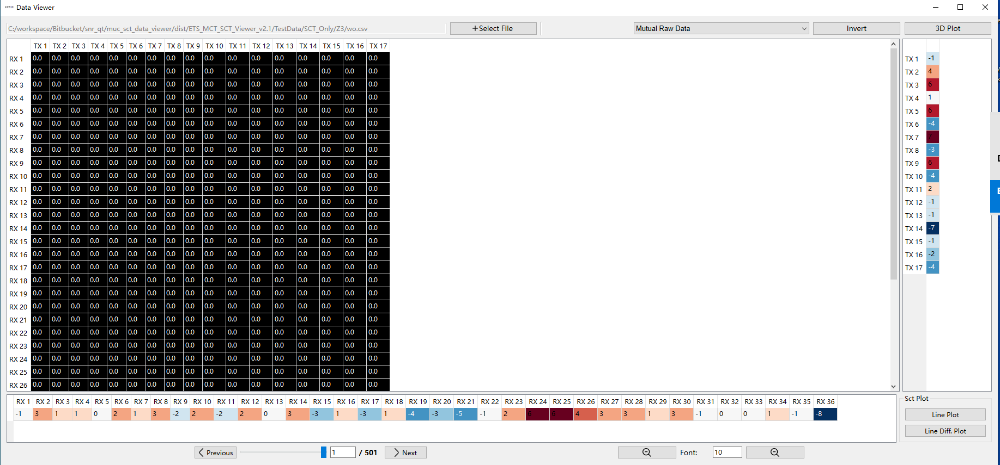 ESWIN Data Viewer
C:/workspace/Bitbucket/snr_qt/muc_sct_data_viewer/dist/ETS_MCT_SCT_Viewer_v2.1/TestData/SCT_Only/Z3/wo.csv +Select File Mutual Raw Data Invert 3D Plot
TX 1 TX 2 TX 3 TX 4 TX 5 TX 6 TX 7 TX 8 TX 9 TX 10 TX 11 TX 12 TX 13 TX 14 TX 15 TX 16 TX 17
RX 1 0.0 0.0 0.0 0.0 0.0 0.0 0.0 0.0 0.0 0.0 0.0 0.0 0.0 0.0 0.0 0.0 0.0
RX 2 0.0 0.0 0.0 0.0 0.0 0.0 0.0 0.0 0.0 0.0 0.0 0.0 0.0 0.0 0.0 0.0 0.0
RX 3 0.0 0.0 0.0 0.0 0.0 0.0 0.0 0.0 0.0 0.0 0.0 0.0 0.0 0.0 0.0 0.0 0.0
RX 4 0.0 0.0 0.0 0.0 0.0 0.0 0.0 0.0 0.0 0.0 0.0 0.0 0.0 0.0 0.0 0.0 0.0
RX 5 0.0 0.0 0.0 0.0 0.0 0.0 0.0 0.0 0.0 0.0 0.0 0.0 0.0 0.0 0.0 0.0 0.0
RX 6 0.0 0.0 0.0 0.0 0.0 0.0 0.0 0.0 0.0 0.0 0.0 0.0 0.0 0.0 0.0 0.0 0.0
RX 7 0.0 0.0 0.0 0.0 0.0 0.0 0.0 0.0 0.0 0.0 0.0 0.0 0.0 0.0 0.0 0.0 0.0
RX 8 0.0 0.0 0.0 0.0 0.0 0.0 0.0 0.0 0.0 0.0 0.0 0.0 0.0 0.0 0.0 0.0 0.0
RX 9 0.0 0.0 0.0 0.0 0.0 0.0 0.0 0.0 0.0 0.0 0.0 0.0 0.0 0.0 0.0 0.0 0.0
RX 10 0.0 0.0 0.0 0.0 0.0 0.0 0.0 0.0 0.0 0.0 0.0 0.0 0.0 0.0 0.0 0.0 0.0
RX 11 0.0 0.0 0.0 0.0 0.0 0.0 0.0 0.0 0.0 0.0 0.0 0.0 0.0 0.0 0.0 0.0 0.0
RX 12 0.0 0.0 0.0 0.0 0.0 0.0 0.0 0.0 0.0 0.0 0.0 0.0 0.0 0.0 0.0 0.0 0.0
RX 13 0.0 0.0 0.0 0.0 0.0 0.0 0.0 0.0 0.0 0.0 0.0 0.0 0.0 0.0 0.0 0.0 0.0
RX 14 0.0 0.0 0.0 0.0 0.0 0.0 0.0 0.0 0.0 0.0 0.0 0.0 0.0 0.0 0.0 0.0 0.0
RX 15 0.0 0.0 0.0 0.0 0.0 0.0 0.0 0.0 0.0 0.0 0.0 0.0 0.0 0.0 0.0 0.0 0.0
RX 16 0.0 0.0 0.0 0.0 0.0 0.0 0.0 0.0 0.0 0.0 0.0 0.0 0.0 0.0 0.0 0.0 0.0
RX 17 0.0 0.0 0.0 0.0 0.0 0.0 0.0 0.0 0.0 0.0 0.0 0.0 0.0 0.0 0.0 0.0 0.0
RX 18 0.0 0.0 0.0 0.0 0.0 0.0 0.0 0.0 0.0 0.0 0.0 0.0 0.0 0.0 0.0 0.0 0.0
RX 19 0.0 0.0 0.0 0.0 0.0 0.0 0.0 0.0 0.0 0.0 0.0 0.0 0.0 0.0 0.0 0.0 0.0
RX 20 0.0 0.0 0.0 0.0 0.0 0.0 0.0 0.0 0.0 0.0 0.0 0.0 0.0 0.0 0.0 0.0 0.0
RX 21 0.0 0.0 0.0 0.0 0.0 0.0 0.0 0.0 0.0 0.0 0.0 0.0 0.0 0.0 0.0 0.0 0.0
RX 22 0.0 0.0 0.0 0.0 0.0 0.0 0.0 0.0 0.0 0.0 0.0 0.0 0.0 0.0 0.0 0.0 0.0
RX 23 0.0 0.0 0.0 0.0 0.0 0.0 0.0 0.0 0.0 0.0 0.0 0.0 0.0 0.0 0.0 0.0 0.0
RX 24 0.0 0.0 0.0 0.0 0.0 0.0 0.0 0.0 0.0 0.0 0.0 0.0 0.0 0.0 0.0 0.0 0.0
RX 25 0.0 0.0 0.0 0.0 0.0 0.0 0.0 0.0 0.0 0.0 0.0 0.0 0.0 0.0 0.0 0.0 0.0
RX 26 0.0 0.0 0.0 0.0 0.0 0.0 0.0 0.0 0.0 0.0 0.0 0.0 0.0 0.0 0.0 0.0 0.0
TX 1 -1
TX 2 4
TX 3 6
TX 4 1
TX 5 6
TX 6 -4
TX 7 7
TX 8 -3
TX 9 6
TX 10 -4
TX 11 2
TX 12 -1
TX 13 -1
TX 14 -7
TX 15 -1
TX 16 -2
TX 17 -4
RX 1 RX 2 RX 3 RX 4 RX 5 RX 6 RX 7 RX 8 RX 9 RX 10 RX 11 RX 12 RX 13 RX 14 RX 15 RX 16 RX 17 RX 18 RX 19 RX 20 RX 21 RX 22 RX 23 RX 24 RX 25 RX 26 RX 27 RX 28 RX 29 RX 30 RX 31 RX 32 RX 33 RX 34 RX 35 RX 36
-1 3 1 1 0 2 1 3 -2 2 -2 2 0 3 -3 1 -3 1 -4 -3 -5 -1 2 6 6 4 3 3 1 3 -1 0 0 1 -1 -8
Sct Plot
Line Plot
Line Diff. Plot
Previous 1 / 501 Next Font: 10